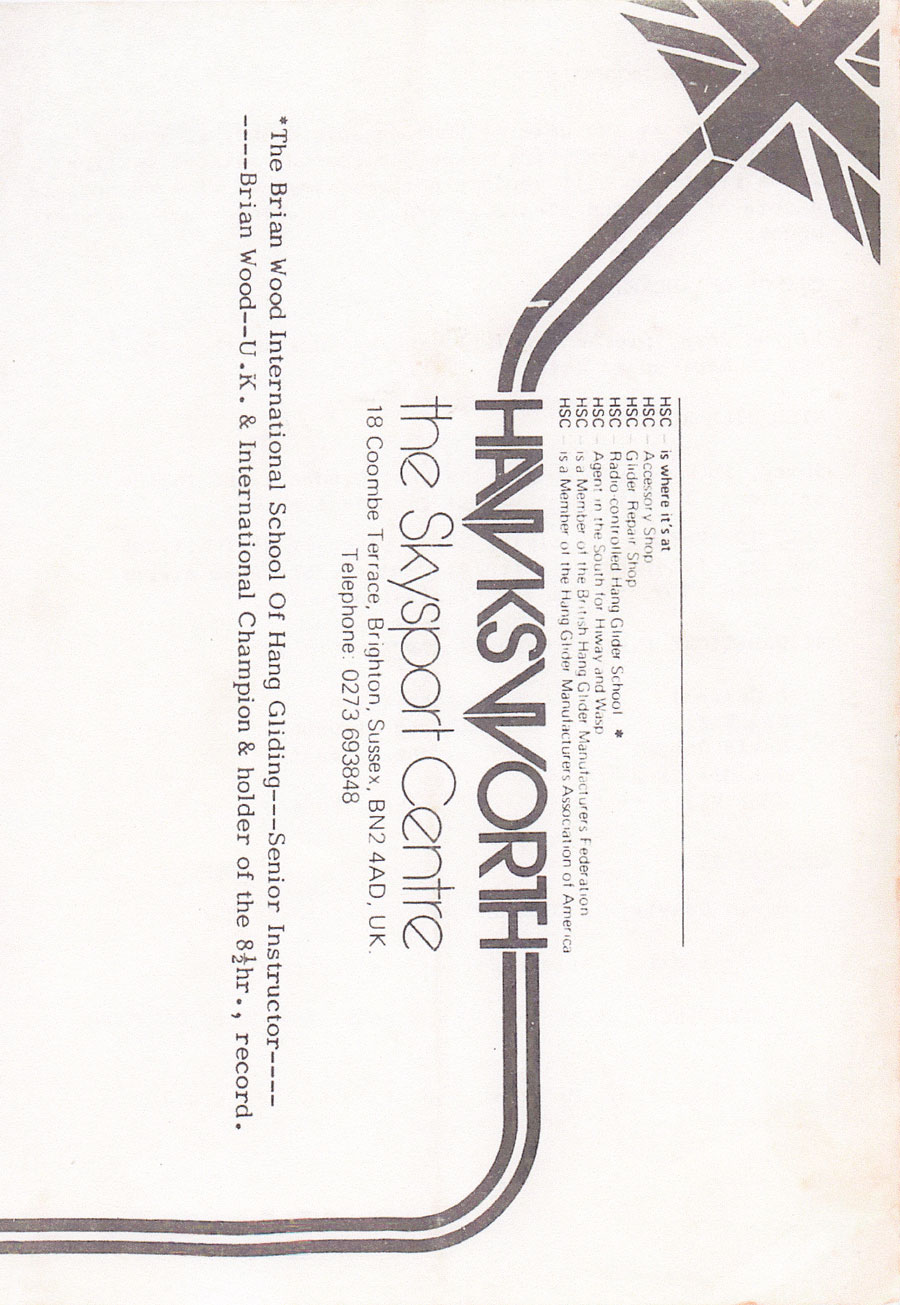 HSC – is where it's at
HSC – Accessory Shop
HSC – Glider Repair Shop
HSC – Radio-controlled Hang Glider School *
HSC – Agent in the South for Hiway and Wasp
HSC – is a Member of the British Hang Glider Manufacturers Federation
HSC – is a Member of the Hang Glider Manufacturers Association of America
HAWKSWORTH
the Skysport Centre
18 Coombe Terrace, Brighton, Sussex, BN2 4AD, UK.
Telephone: 0273 693848
*The Brian Wood International School Of Hang Gliding---Senior Instructor----
----Brian Wood--U.K. & International Champion & holder of the 8½hr., record.